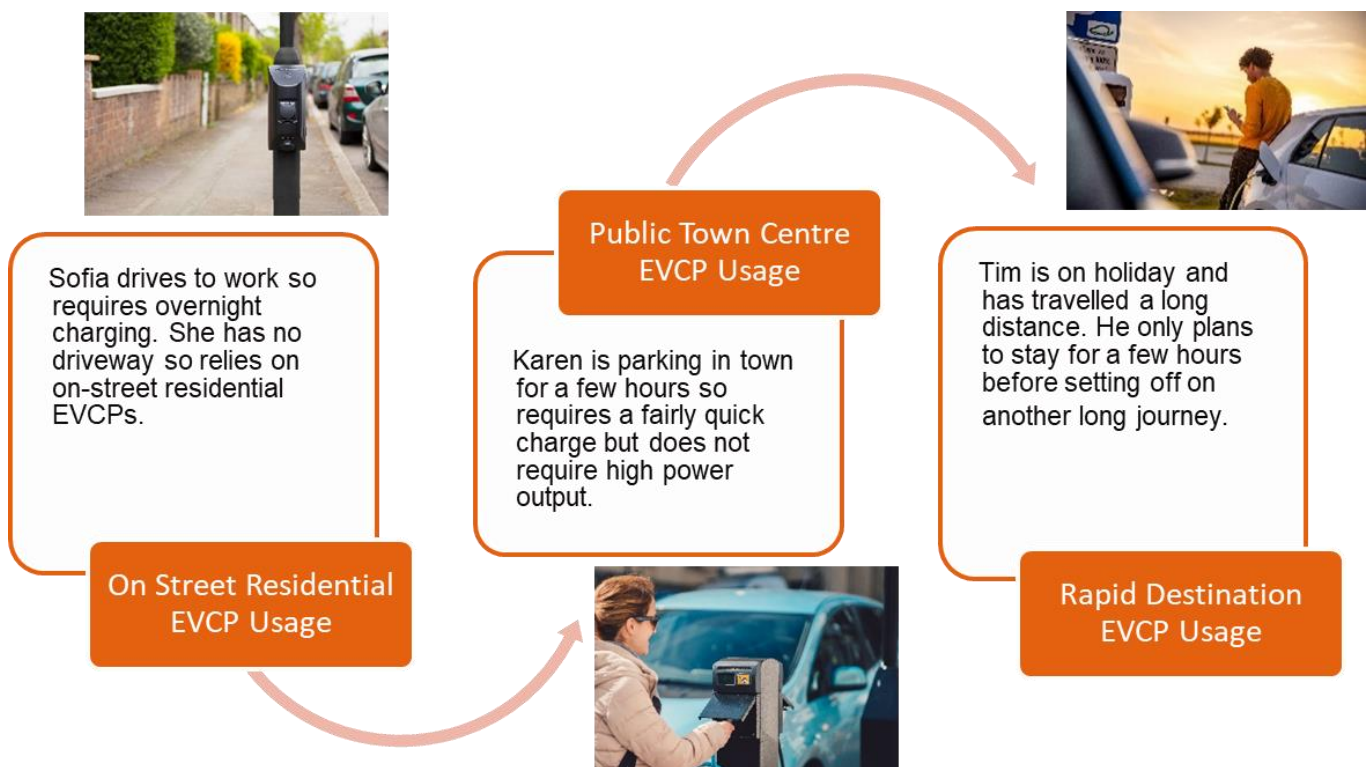 Sofia drives to work so
requires overnight
charging. She has no
driveway so relies on
on-street residential
EVCPs.
On Street Residential
EVCP Usage
Public Town Centre
EVCP Usage
Karen is parking in town
for a few hours so
requires a fairly quick
charge but does not
require high power
output.
Tim is on holiday and
has travelled a long
distance. He only plans
to stay for a few hours
before setting off on
another long journey.
Rapid Destination
EVCP Usage